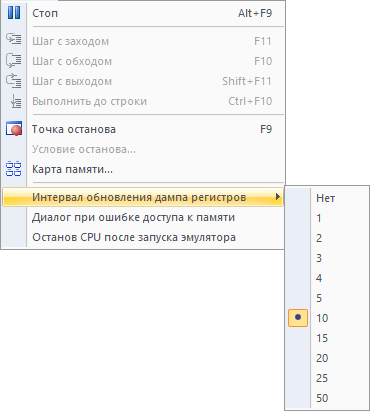 Стоп Alt+F9
Шаг с заходом F11
Шаг с обходом F10
Шаг с выходом Shift+F11
Выполнить до строки Ctrl+F10
Точка останова F9
Условие останова...
Карта памяти...
Интервал обновления дампа регистров
Диалог при ошибке доступа к памяти
Останов CPU после запуска эмулятора
Нет
1
2
3
4
5
10
15
20
25
50